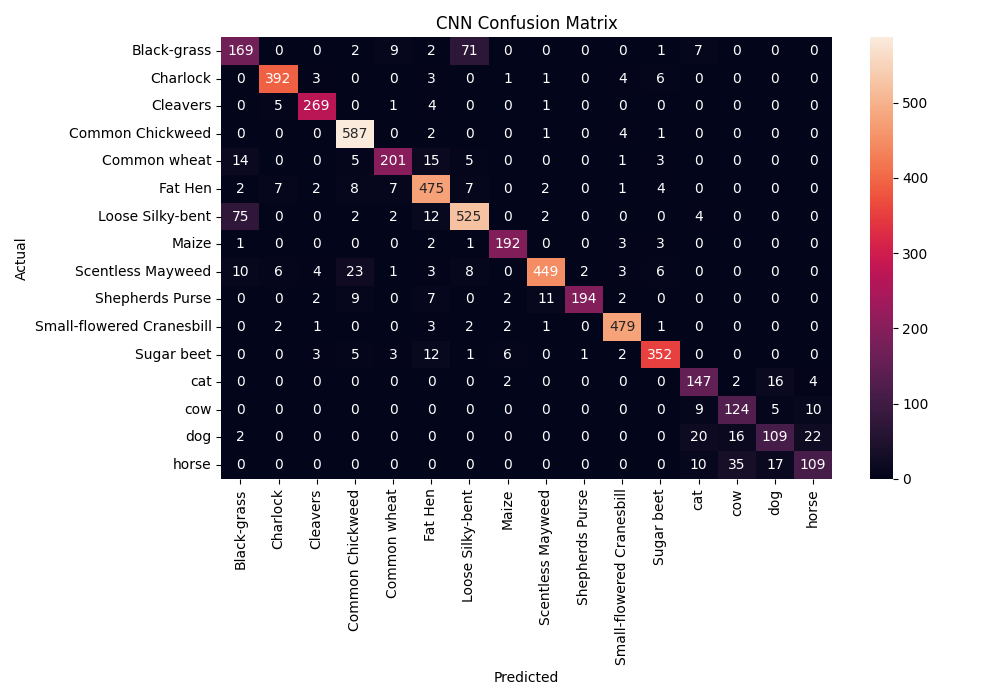 CNN Confusion Matrix
Black-grass 169 0 0 2 9 2 71 0 0 0 0 1 7 0 0 0
Charlock 0 392 3 0 0 3 0 1 1 0 4 6 0 0 0 0
Cleavers 0 5 269 0 1 4 0 0 1 0 0 0 0 0 0 0
Common Chickweed 0 0 0 587 0 2 0 0 1 0 4 1 0 0 0 0
Common wheat 14 0 0 5 201 15 5 0 0 0 1 3 0 0 0 0
Fat Hen 2 7 2 8 7 475 7 0 2 0 1 4 0 0 0 0
Loose Silky-bent 75 0 0 2 2 12 525 0 2 0 0 0 4 0 0 0
Maize 1 0 0 0 0 2 1 192 0 0 3 3 0 0 0 0
Scentless Mayweed 10 6 4 23 1 3 8 0 449 2 3 6 0 0 0 0
Shepherds Purse 0 0 2 9 0 7 0 2 11 194 2 0 0 0 0 0
Small-flowered Cranesbill 0 2 1 0 0 3 2 2 1 0 479 1 0 0 0 0
Sugar beet 0 0 3 5 3 12 1 6 0 1 2 352 0 0 0 0
cat 0 0 0 0 0 0 0 2 0 0 0 0 147 2 16 4
cow 0 0 0 0 0 0 0 0 0 0 0 0 9 124 5 10
dog 2 0 0 0 0 0 0 0 0 0 0 0 20 16 109 22
horse 0 0 0 0 0 0 0 0 0 0 0 0 10 35 17 109
Actual
Black-grass
Charlock
Cleavers
Common Chickweed
Common wheat
Fat Hen
Loose Silky-bent
Maize
Scentless Mayweed
Shepherds Purse
Small-flowered Cranesbill
Sugar beet
cat
cow
dog
horse
Predicted
500
400
300
200
100
0